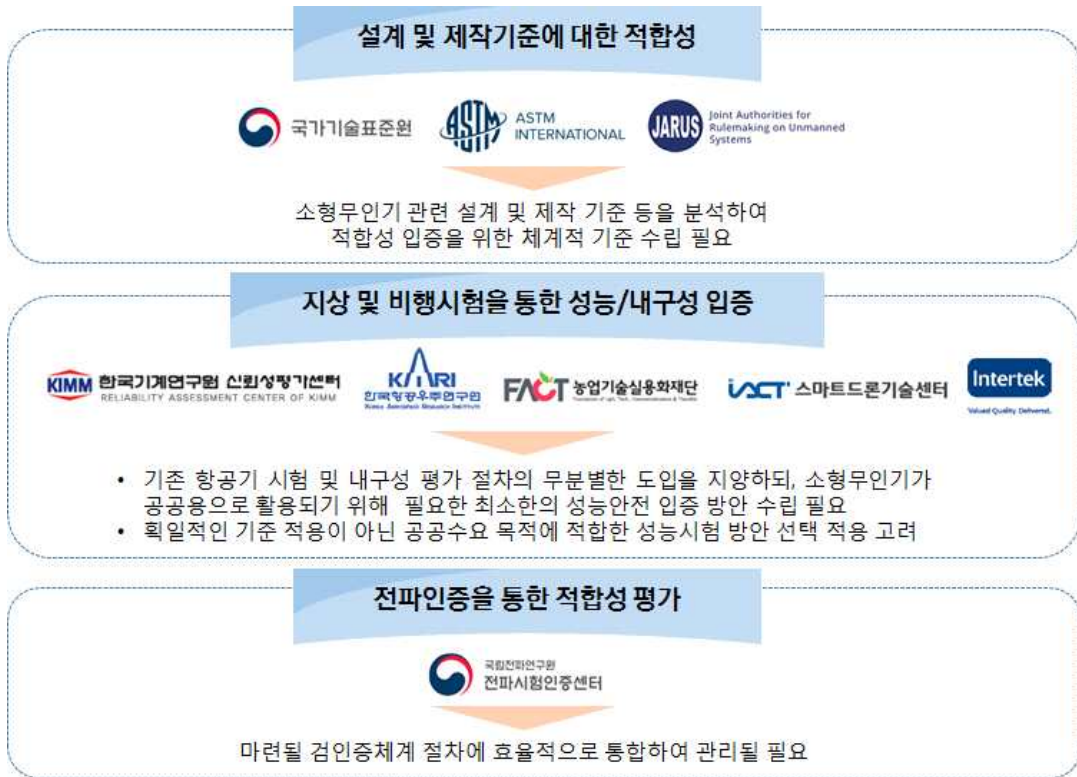 설계 및 제작기준에 대한 적합성
국가기술표준원
ASTM
ASTM
INTERNATIONAL
JARUS
Joint Authorities for
Rulemaking on Unmanned
Systems
소형무인기 관련 설계 및 제작 기준 등을 분석하여
적합성 입증을 위한 체계적 기준 수립 필요
지상 및 비행시험을 통한 성능/내구성 입증
KIMM 한국기계연구원 신뢰성평가센터
RELIABILITY ASSESSMENT CENTER OF KIMM
KARI
한국항공우주연구원
Korea Aerospace Research Institute
FACT 농업기술실용화재단
iACT 스마트드론기술센터
Intertek
Valued Quality. Delivered.
• 기존 항공기 시험 및 내구성 평가 절차의 무분별한 도입을 지양하되, 소형무인기가
공공용으로 활용되기 위해 필요한 최소한의 성능안전 입증 방안 수립 필요
• 획일적인 기준 적용이 아닌 공공수요 목적에 적합한 성능시험 방안 선택 적용 고려
전파인증을 통한 적합성 평가
국립전파연구원
전파시험인증센터
마련될 검인증체계 절차에 효율적으로 통합하여 관리될 필요